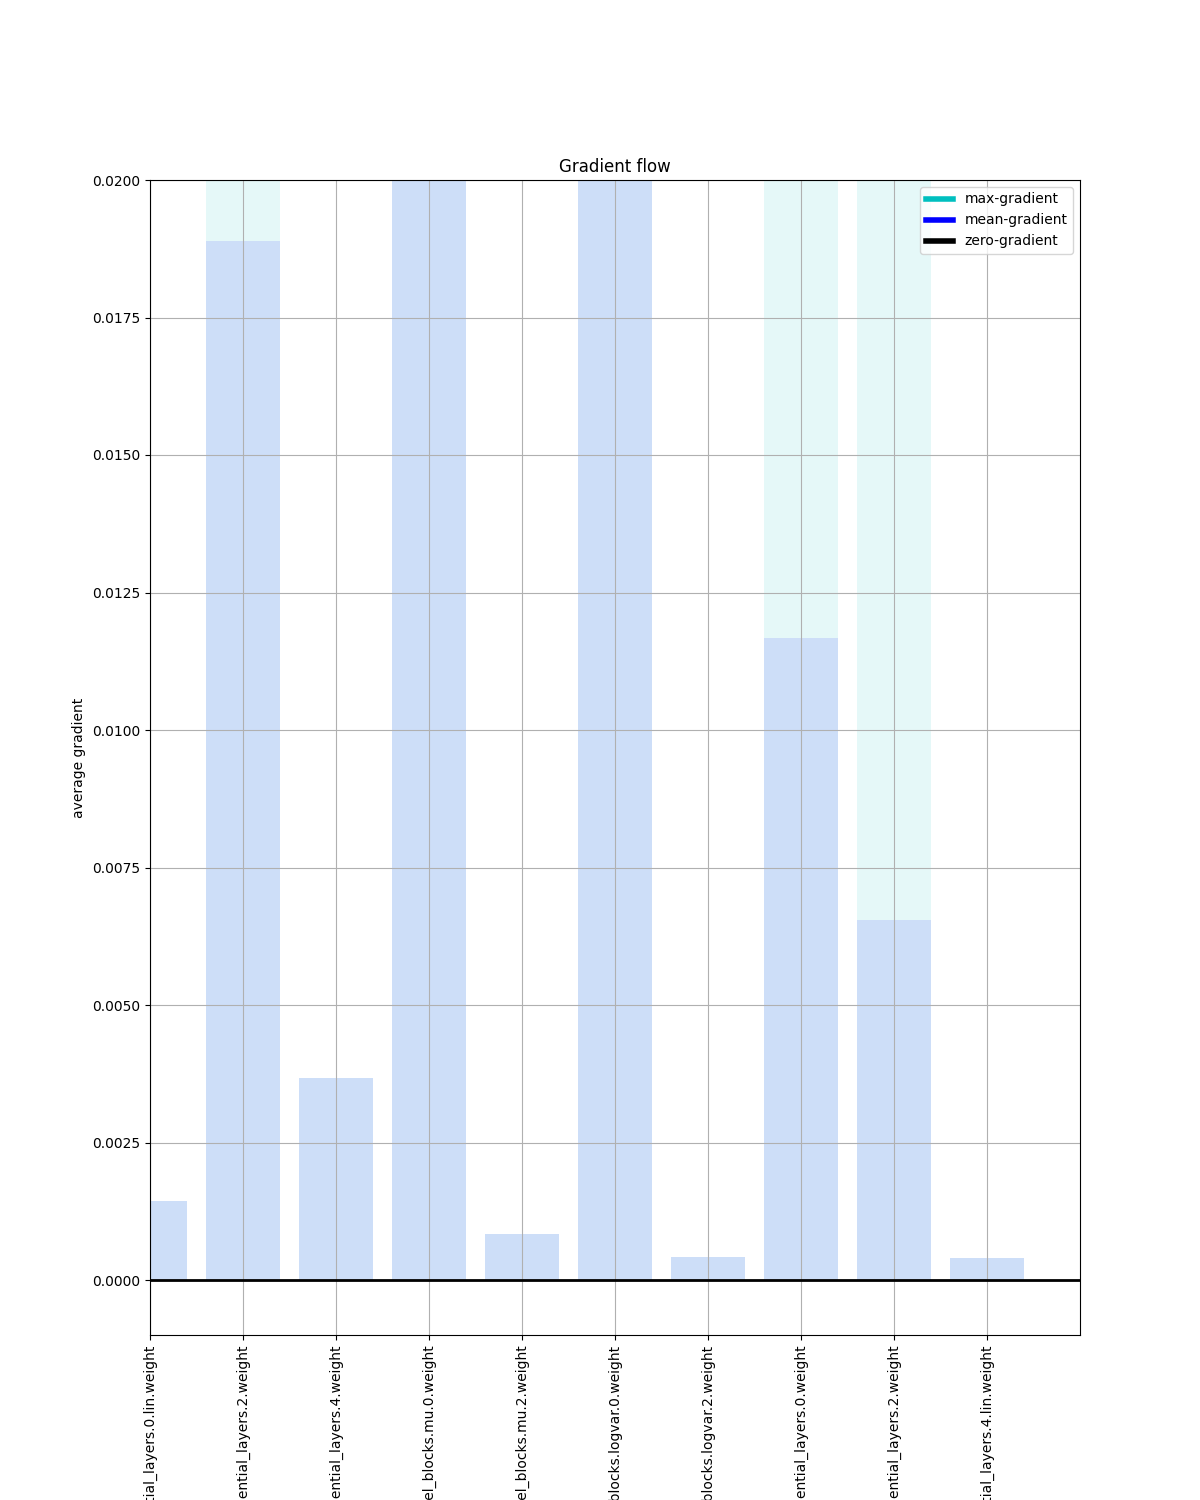 Gradient flow
max-gradient
mean-gradient
zero-gradient
0.0200
0.0175
0.0150
0.0125
0.0100
0.0075
0.0050
0.0025
0.0000
average gradient
tial_layers.0.lin.weight
ential_layers.2.weight
ential_layers.4.weight
el_blocks.mu.0.weight
el_blocks.mu.2.weight
blocks.logvar.0.weight
blocks.logvar.2.weight
ential_layers.0.weight
ential_layers.2.weight
tial_layers.4.lin.weight